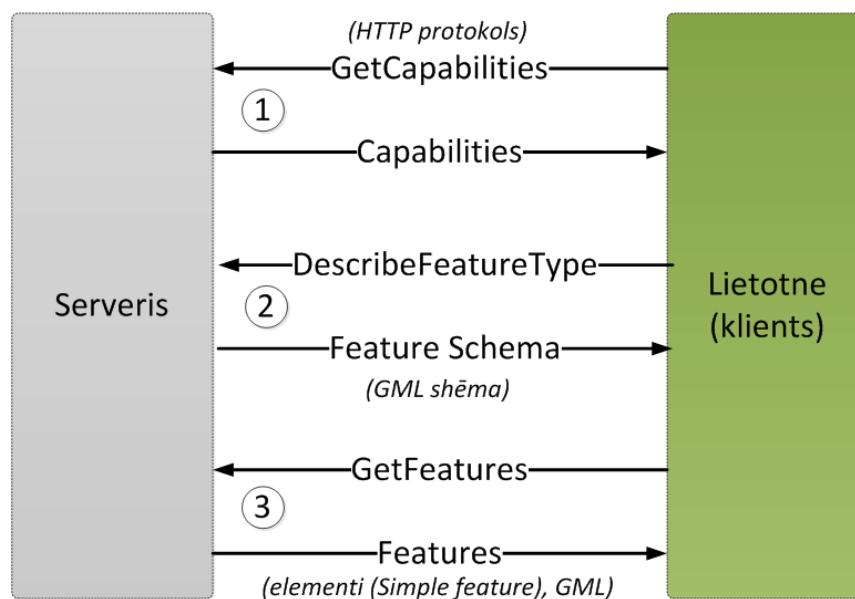 (HTTP protokols)
GetCapabilities
1
Capabilities
DescribeFeatureType
Serveris
2
Lietotne
(klients)
Feature Schema
(GML shēma)
GetFeatures
3
Features
(elementi (Simple feature), GML)